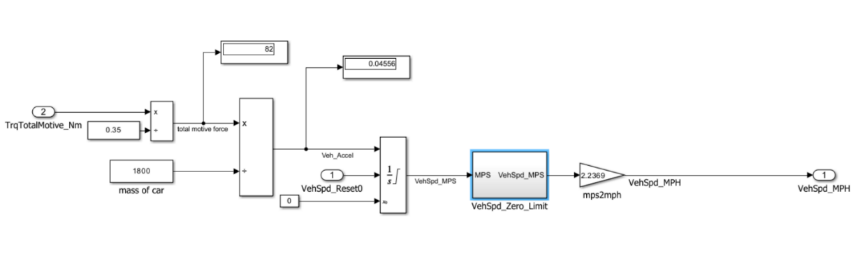 82
0.04556
2
TrqTotalMotive_Nm
x
÷
0.35
total motive force
x
÷
1800
mass of car
Veh_Accel
1
VehSpd_Reset0
0
1
s
VehSpd_MPS
MPS VehSpd_MPS
VehSpd_Zero_Limit
2.2369
mps2mph
VehSpd_MPH
1
VehSpd_MPH